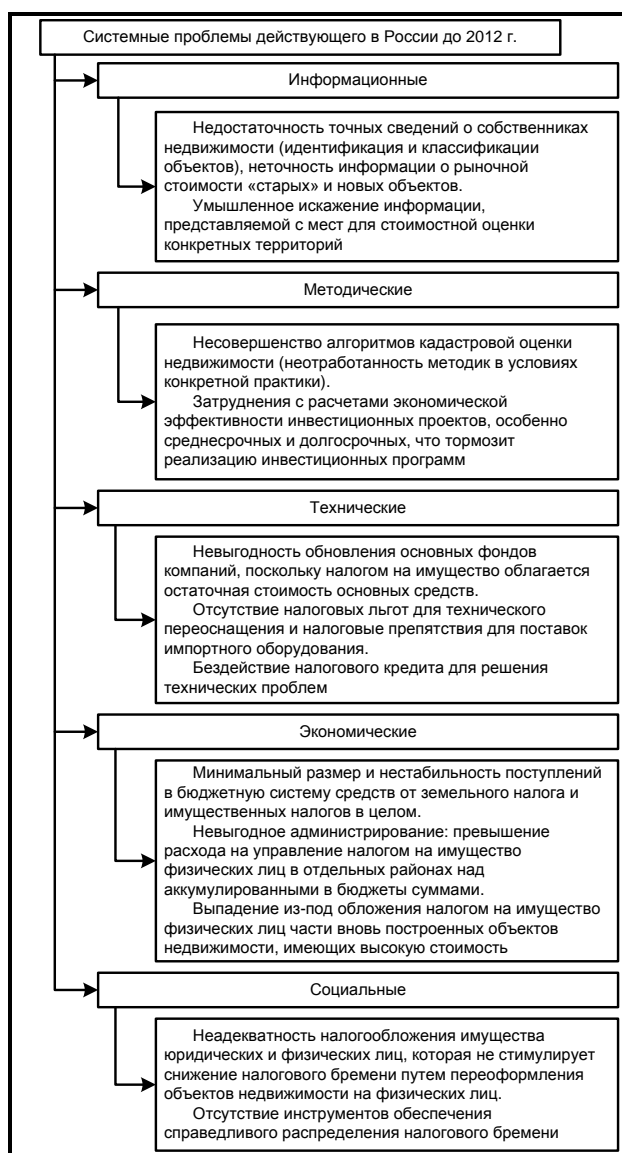 Системные проблемы действующего в России до 2012 г.
Информационные
Недостаточность точных сведений о собственниках
недвижимости (идентификация и классификации
объектов), неточность информации о рыночной
стоимости «старых» и новых объектов.
Умышленное искажение информации,
представляемой с мест для стоимостной оценки
конкретных территорий
Методические
Несовершенство алгоритмов кадастровой оценки
недвижимости (неотработанность методик в условиях
конкретной практики).
Затруднения с расчетами экономической
эффективности инвестиционных проектов, особенно
среднесрочных и долгосрочных, что тормозит
реализацию инвестиционных программ
Технические
Невыгодность обновления основных фондов
компаний, поскольку налогом на имущество облагается
остаточная стоимость основных средств.
Отсутствие налоговых льгот для технического
переоснащения и налоговые препятствия для поставок
импортного оборудования.
Бездействие налогового кредита для решения
технических проблем
Экономические
Минимальный размер и нестабильность поступлений
в бюджетную систему средств от земельного налога и
имущественных налогов в целом.
Невыгодное администрирование: превышение
расхода на управление налогом на имущество
физических лиц в отдельных районах над
аккумулированными в бюджеты суммами.
Выпадение из-под обложения налогом на имущество
физических лиц части вновь построенных объектов
недвижимости, имеющих высокую стоимость
Социальные
Неадекватность налогообложения имущества
юридических и физических лиц, которая не стимулирует
снижение налогового бремени путем переоформления
объектов недвижимости на физических лиц.
Отсутствие инструментов обеспечения
справедливого распределения налогового бремени